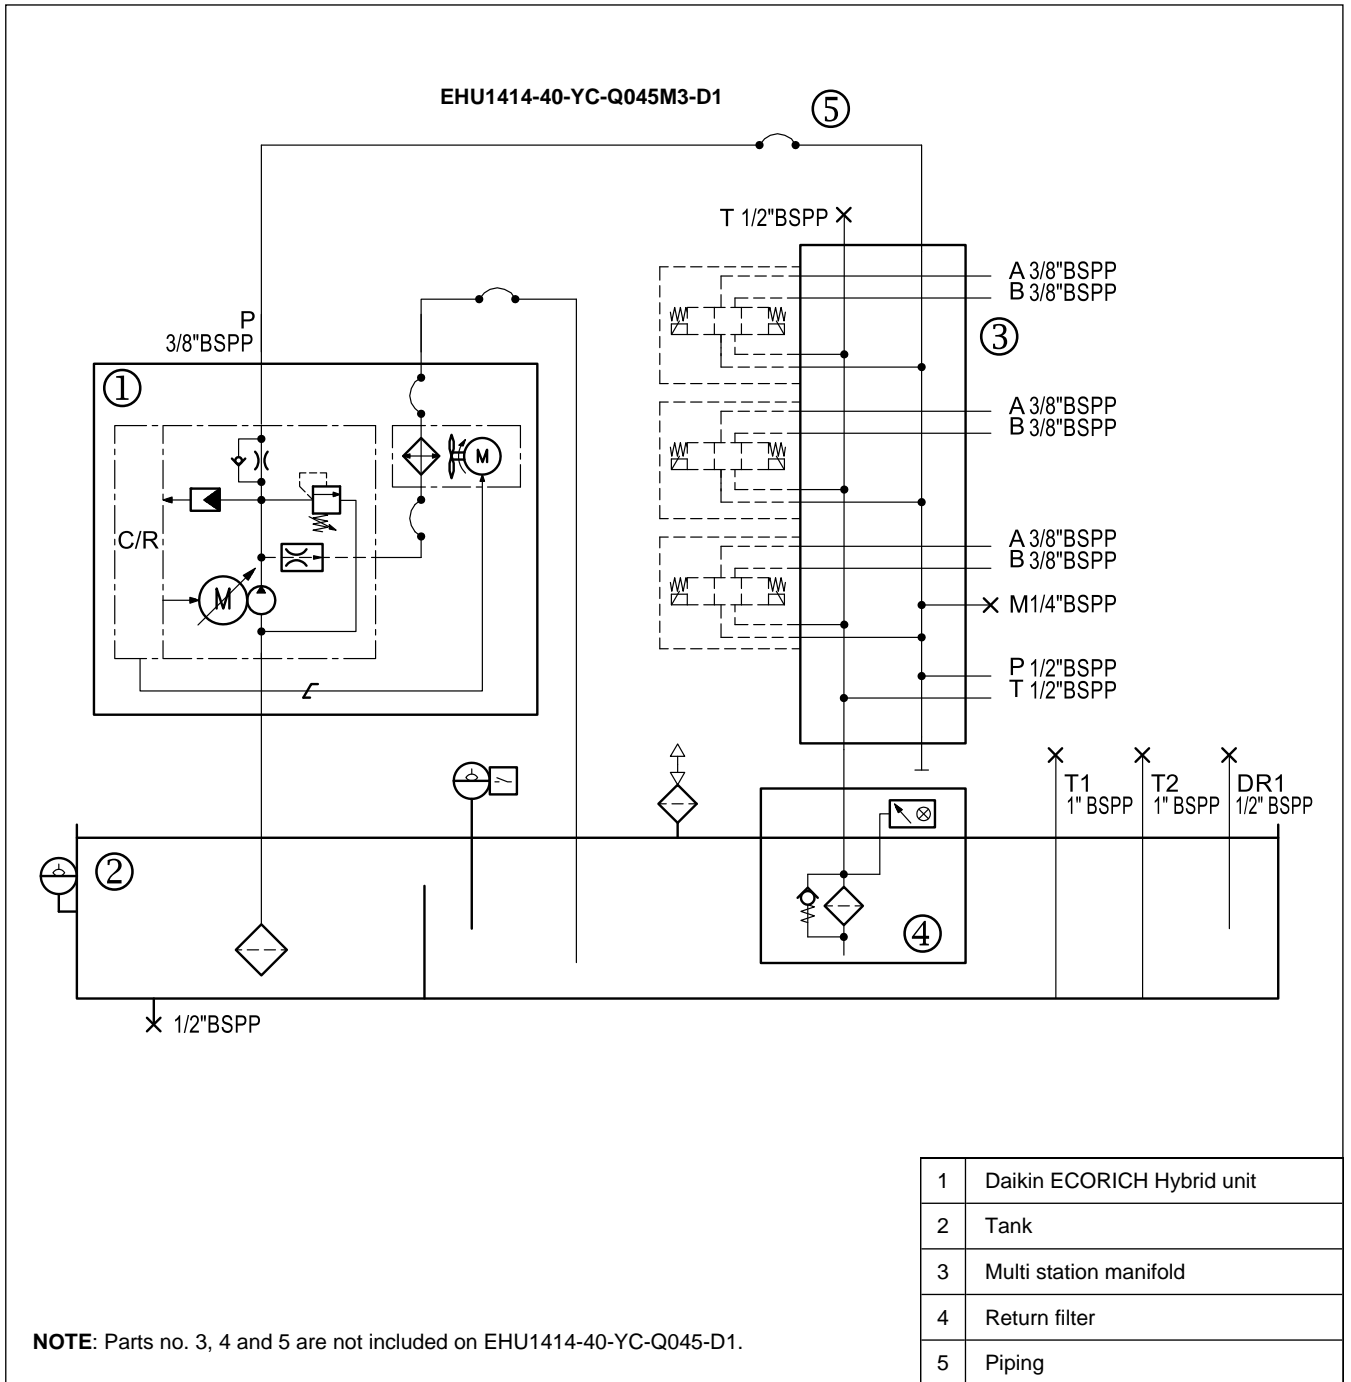 EHU1414-40-YC-Q045M3-D1
5
T 1/2"BSPP
A 3/8"BSPP
B 3/8"BSPP
3
P
3/8"BSPP
1
A 3/8"BSPP
B 3/8"BSPP
M
M
C/R
A 3/8"BSPP
B 3/8"BSPP
M1/4"BSPP
P 1/2"BSPP
T 1/2"BSPP
T1
1" BSPP
T2
1" BSPP
DR1
1/2" BSPP
2
4
1/2"BSPP
1 Daikin ECORICH Hybrid unit
2 Tank
3 Multi station manifold
4 Return filter
5 Piping
NOTE: Parts no. 3, 4 and 5 are not included on EHU1414-40-YC-Q045-D1.